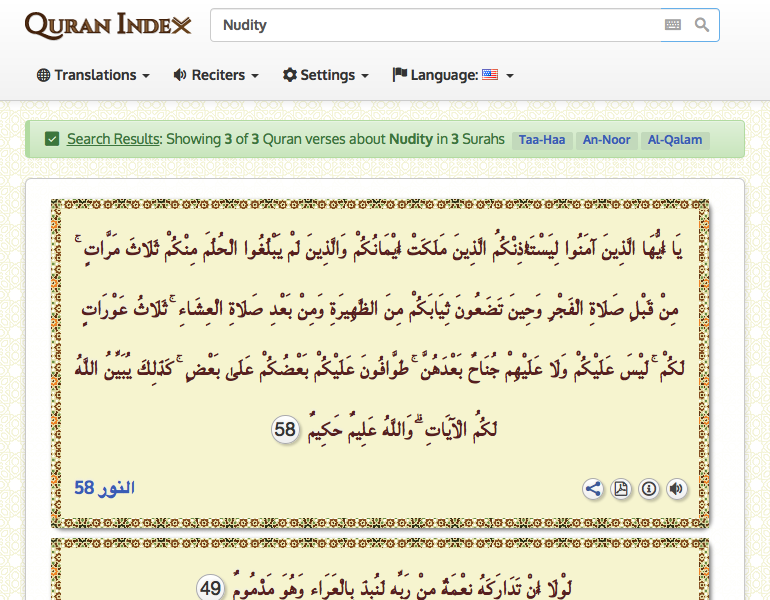 QURAN INDEX
Nudity
Translations Reciters Settings Language:
Search Results: Showing 3 of 3 Quran verses about Nudity in 3 Surahs Taa-Haa An-Noor Al-Qalam
يَا أَيُّهَا الَّذِينَ آمَنُوا لِيَسْتَأْذِنْكُمُ الَّذِينَ مَلَكَتْ أَيْمَانُكُمْ وَالَّذِينَ لَمْ يَبْلُغُوا الْحُلُمَ مِنْكُمْ ثَلَاثَ مَرَّاتٍ ۚ
مِنْ قَبْلِ صَلَاةِ الْفَجْرِ وَحِينَ تَضَعُونَ ثِيَابَكُمْ مِنَ الظَّهِيرَةِ وَمِنْ بَعْدِ صَلَاةِ الْعِشَاءِ ۚ ثَلَاثُ عَوْرَاتٍ
لَكُمْ ۚ لَيْسَ عَلَيْكُمْ وَلَا عَلَيْهِمْ جُنَاحٌ بَعْدَهُنَّ ۚ طَوَّافُونَ عَلَيْكُمْ بَعْضُكُمْ عَلَىٰ بَعْضٍ ۚ كَذَٰلِكَ يُبَيِّنُ اللَّهُ
لَكُمُ الْآيَاتِ ۗ وَاللَّهُ عَلِيمٌ حَكِيمٌ 58
النور 58
لَوْلَا أَنْ تَدَارَكَهُ نِعْمَةٌ مِنْ رَبِّهِ لَنُبِذَ بِالْعَرَاءِ وَهُوَ مَذْمُومٌ 49